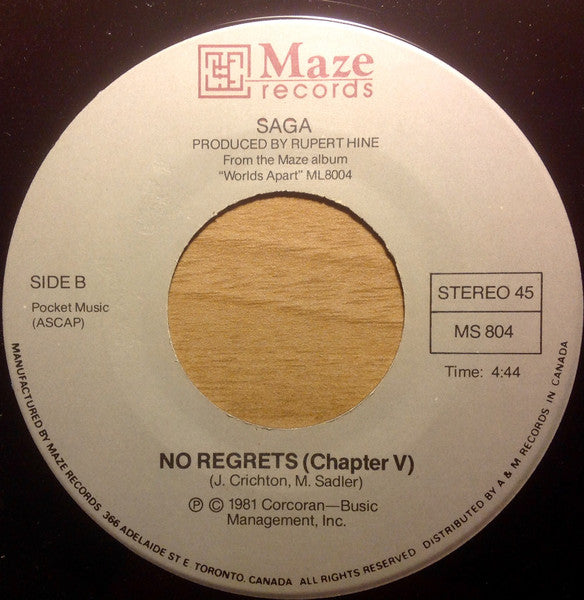 Maze
records
SAGA
PRODUCED BY RUPERT HINE
From the Maze album
"Worlds Apart" ML8004
SIDE B
Pocket Music
(ASCAP)
STEREO 45
MS 804
Time: 4:44
NO REGRETS (Chapter V)
(J. Crichton, M. Sadler)
℗ © 1981 Corcoran—Busic
Management, Inc.
MANUFACTURED BY MAZE RECORDS 366 ADELAIDE ST E TORONTO, CANADA ALL RIGHTS RESERVED DISTRIBUTED BY A & M RECORDS IN CANADA